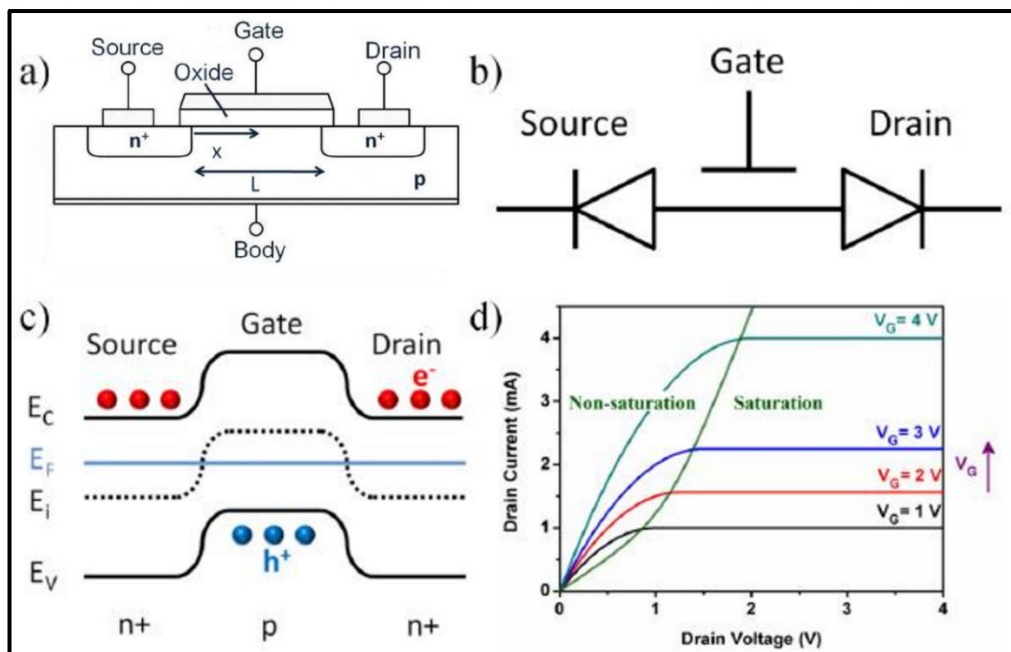 a)
Source
Gate
Drain
Oxide
n+
n+
x
L
p
Body
b)
Gate
Source
Drain
c)
Gate
Source
Drain
e-
EC
EF
Ei
EV
h+
n+
p
n+
d)
Drain Current (mA)
4
3
2
1
0
VG= 4 V
Non-saturation
Saturation
VG= 3 V
VG
VG= 2 V
VG= 1 V
0
1
2
3
4
Drain Voltage (V)